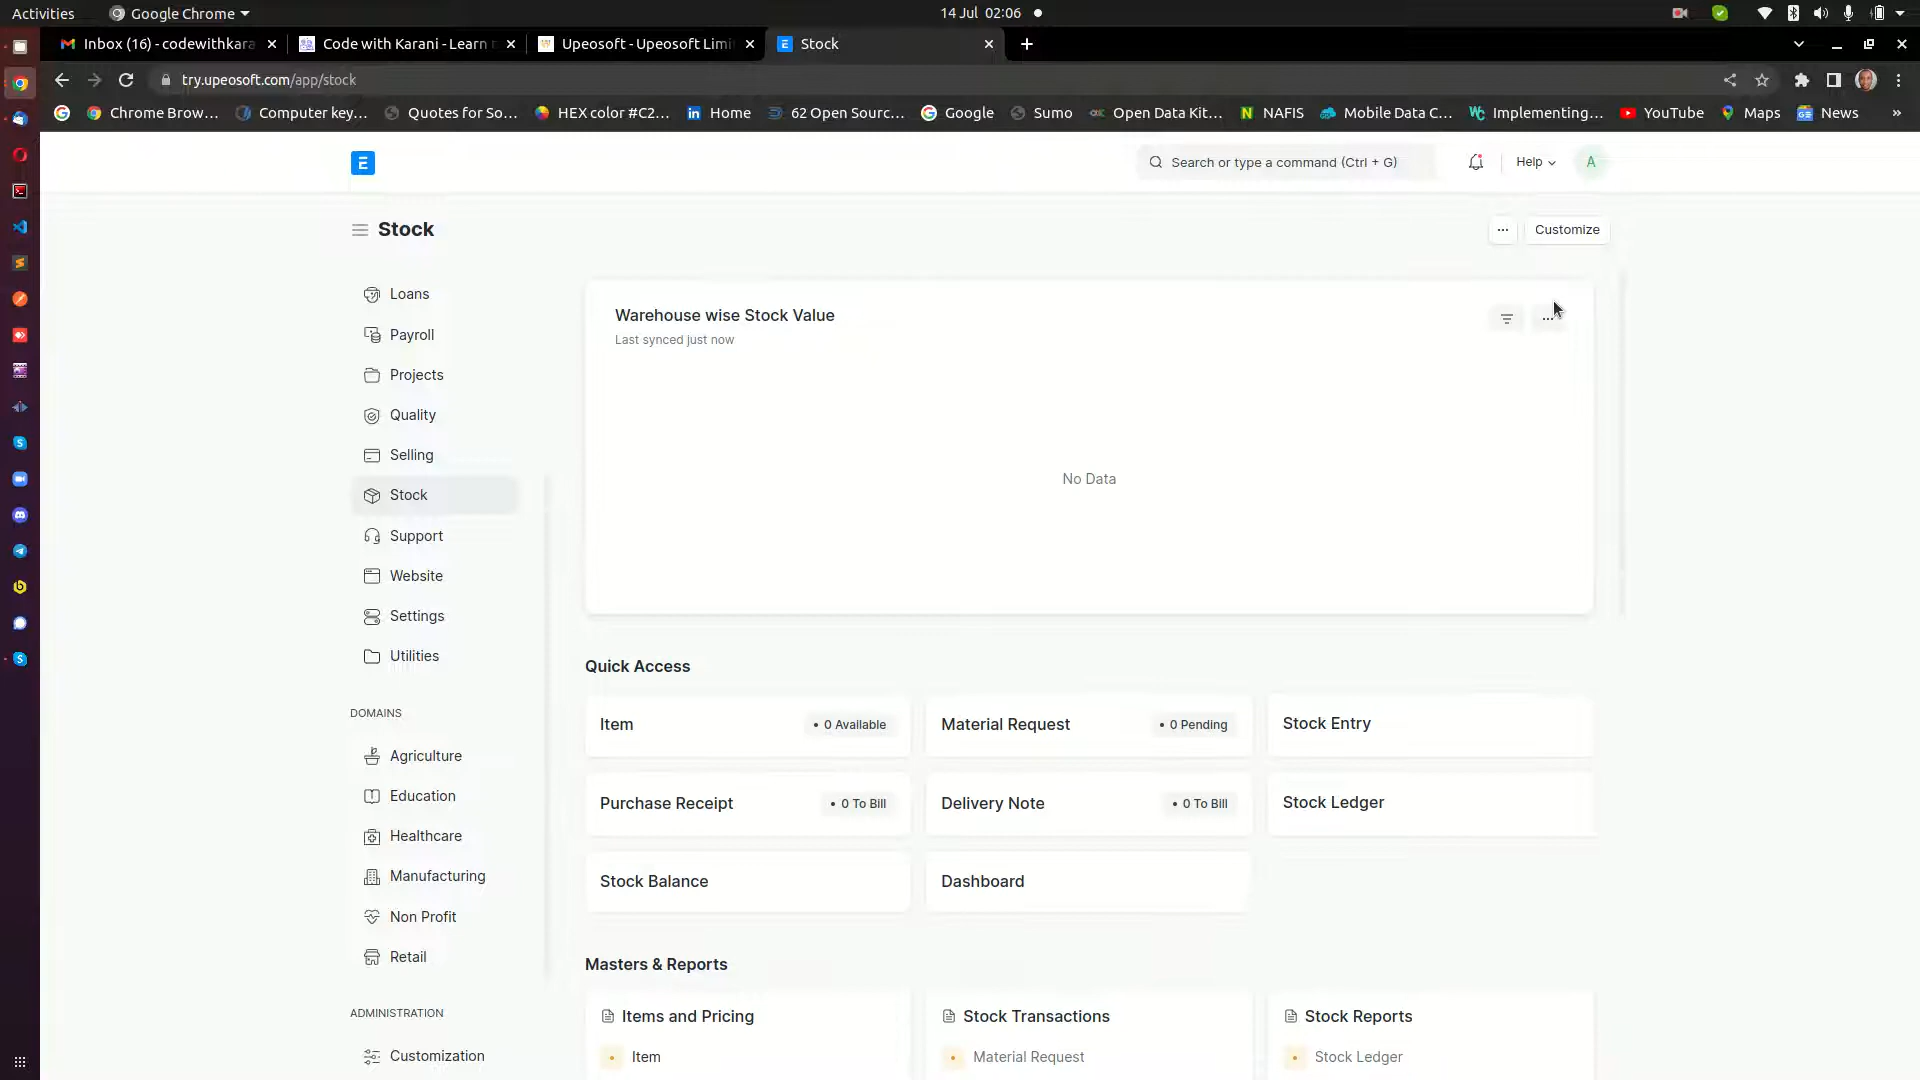 Activities
Google Chrome
14 Jul 02:06
Inbox (16) - codewithkara
Code with Karani - Learn
Upeosoft - Upeosoft Limi
Stock
try.upeosoft.com/app/stock
Chrome Brow...
Computer key...
Quotes for So...
HEX color #C2...
Home
62 Open Sourc...
Google
Sumo
Open Data Kit...
NAFIS
Mobile Data C...
Implementing...
YouTube
Maps
News
»
E
Search or type a command (Ctrl + G)
Help
A
Stock
...
Customize
Loans
Payroll
Projects
Quality
Selling
Stock
Support
Website
Settings
Utilities
DOMAINS
Agriculture
Education
Healthcare
Manufacturing
Non Profit
Retail
ADMINISTRATION
Customization
Warehouse wise Stock Value
Last synced just now
...
No Data
Quick Access
Item
• 0 Available
Material Request
• 0 Pending
Stock Entry
Purchase Receipt
• 0 To Bill
Delivery Note
• 0 To Bill
Stock Ledger
Stock Balance
Dashboard
Masters & Reports
Items and Pricing
Stock Transactions
Stock Reports
Item
Material Request
Stock Ledger